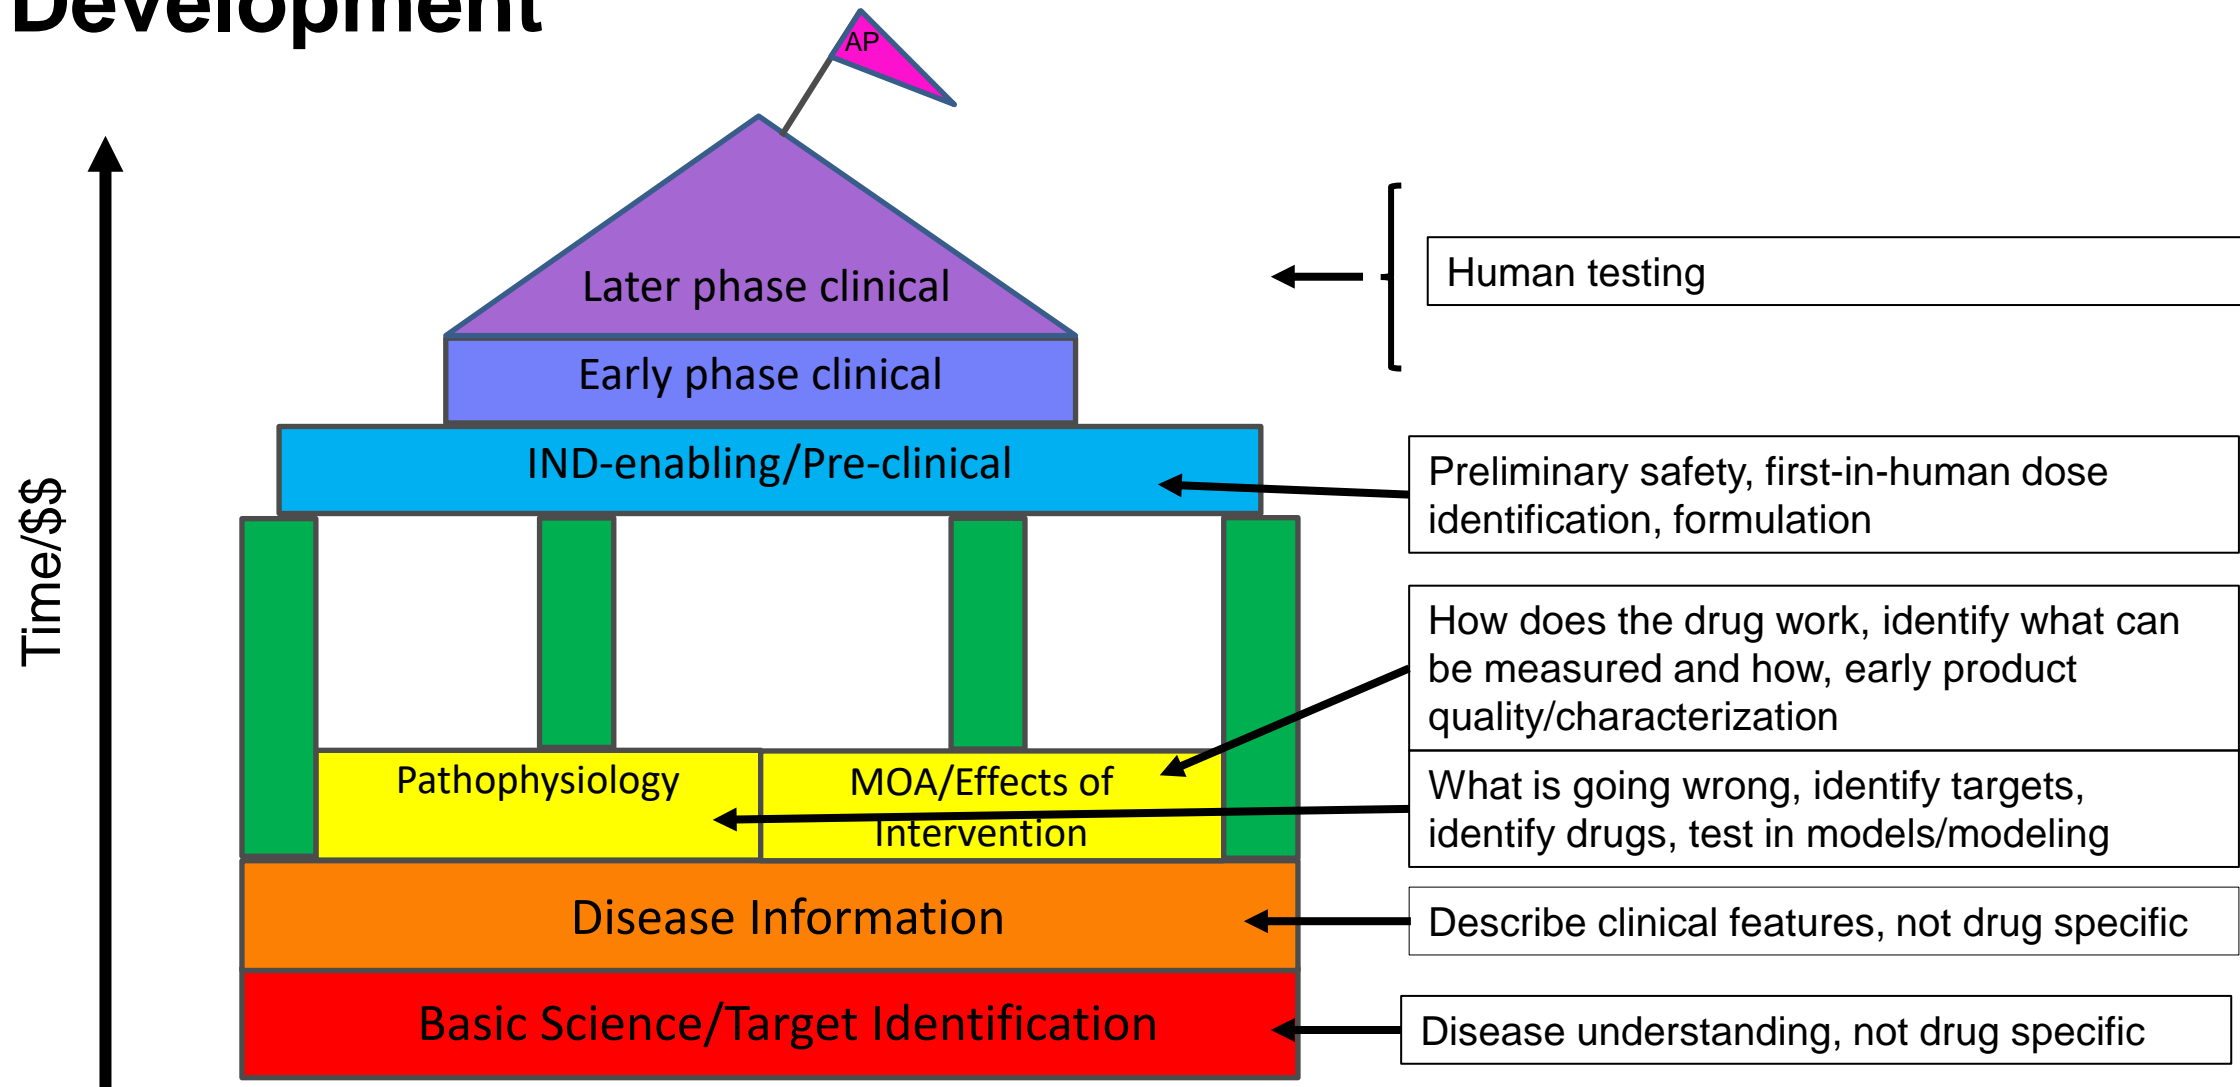 Development
AP
Time/$$
Later phase clinical
Human testing
Early phase clinical
IND-enabling/Pre-clinical
Preliminary safety, first-in-human dose
identification, formulation
How does the drug work, identify what can
be measured and how, early product
quality/characterization
Pathophysiology
MOA/Effects of
Intervention
What is going wrong, identify targets,
identify drugs, test in models/modeling
Disease Information
Describe clinical features, not drug specific
Basic Science/Target Identification
Disease understanding, not drug specific